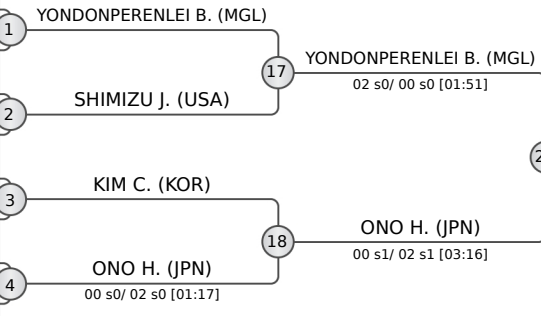 YONDONPERENLEI B. (MGL)
1
17
YONDONPERENLEI B. (MGL)
02 s0/ 00 s0 [01:51]
SHIMIZU J. (USA)
2
KIM C. (KOR)
3
18
ONO H. (JPN)
00 s1/ 02 s1 [03:16]
ONO H. (JPN)
4
00 s0/ 02 s0 [01:17]